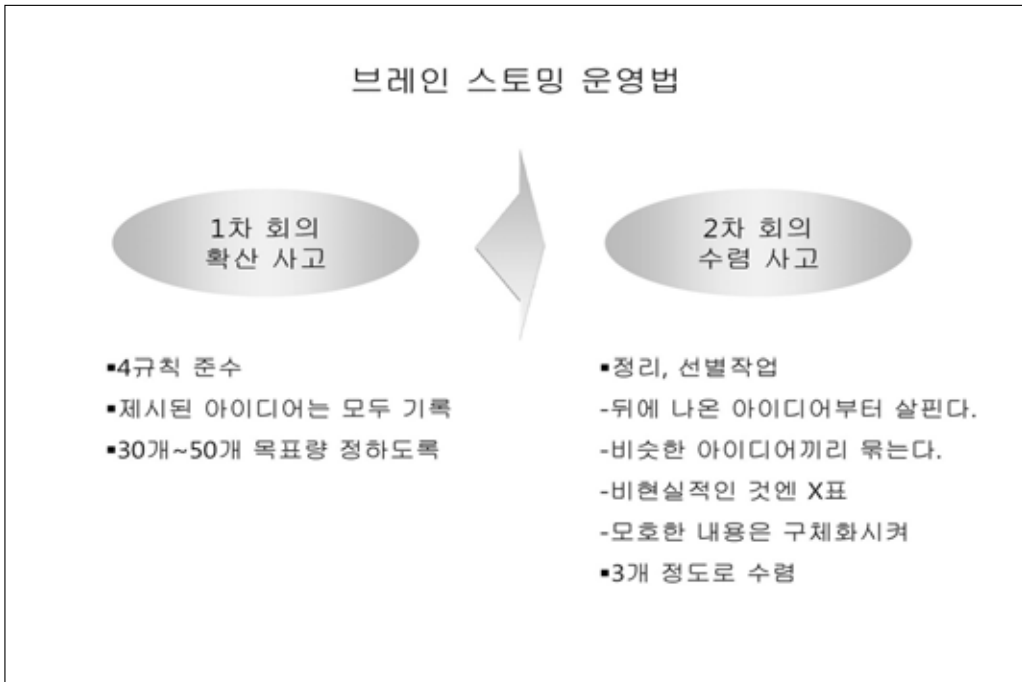 브레인 스토밍 운영법
1차 회의
확산 사고
▪4규칙 준수
▪제시된 아이디어는 모두 기록
▪30개~50개 목표량 정하도록
2차 회의
수렴 사고
▪정리, 선별작업
-뒤에 나온 아이디어부터 살핀다.
-비슷한 아이디어끼리 묶는다.
-비현실적인 것엔 X표
-모호한 내용은 구체화시켜
▪3개 정도로 수렴